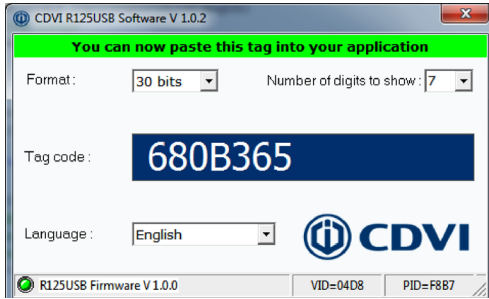 CDVI R125USB Software V 1.0.2
You can now paste this tag into your application
Format: 30 bits Number of digits to show: 7
Tag code: 680B365
Language: English CDVI
R125USB Firmware V 1.0.0 VID=04D8 PID=F8B7